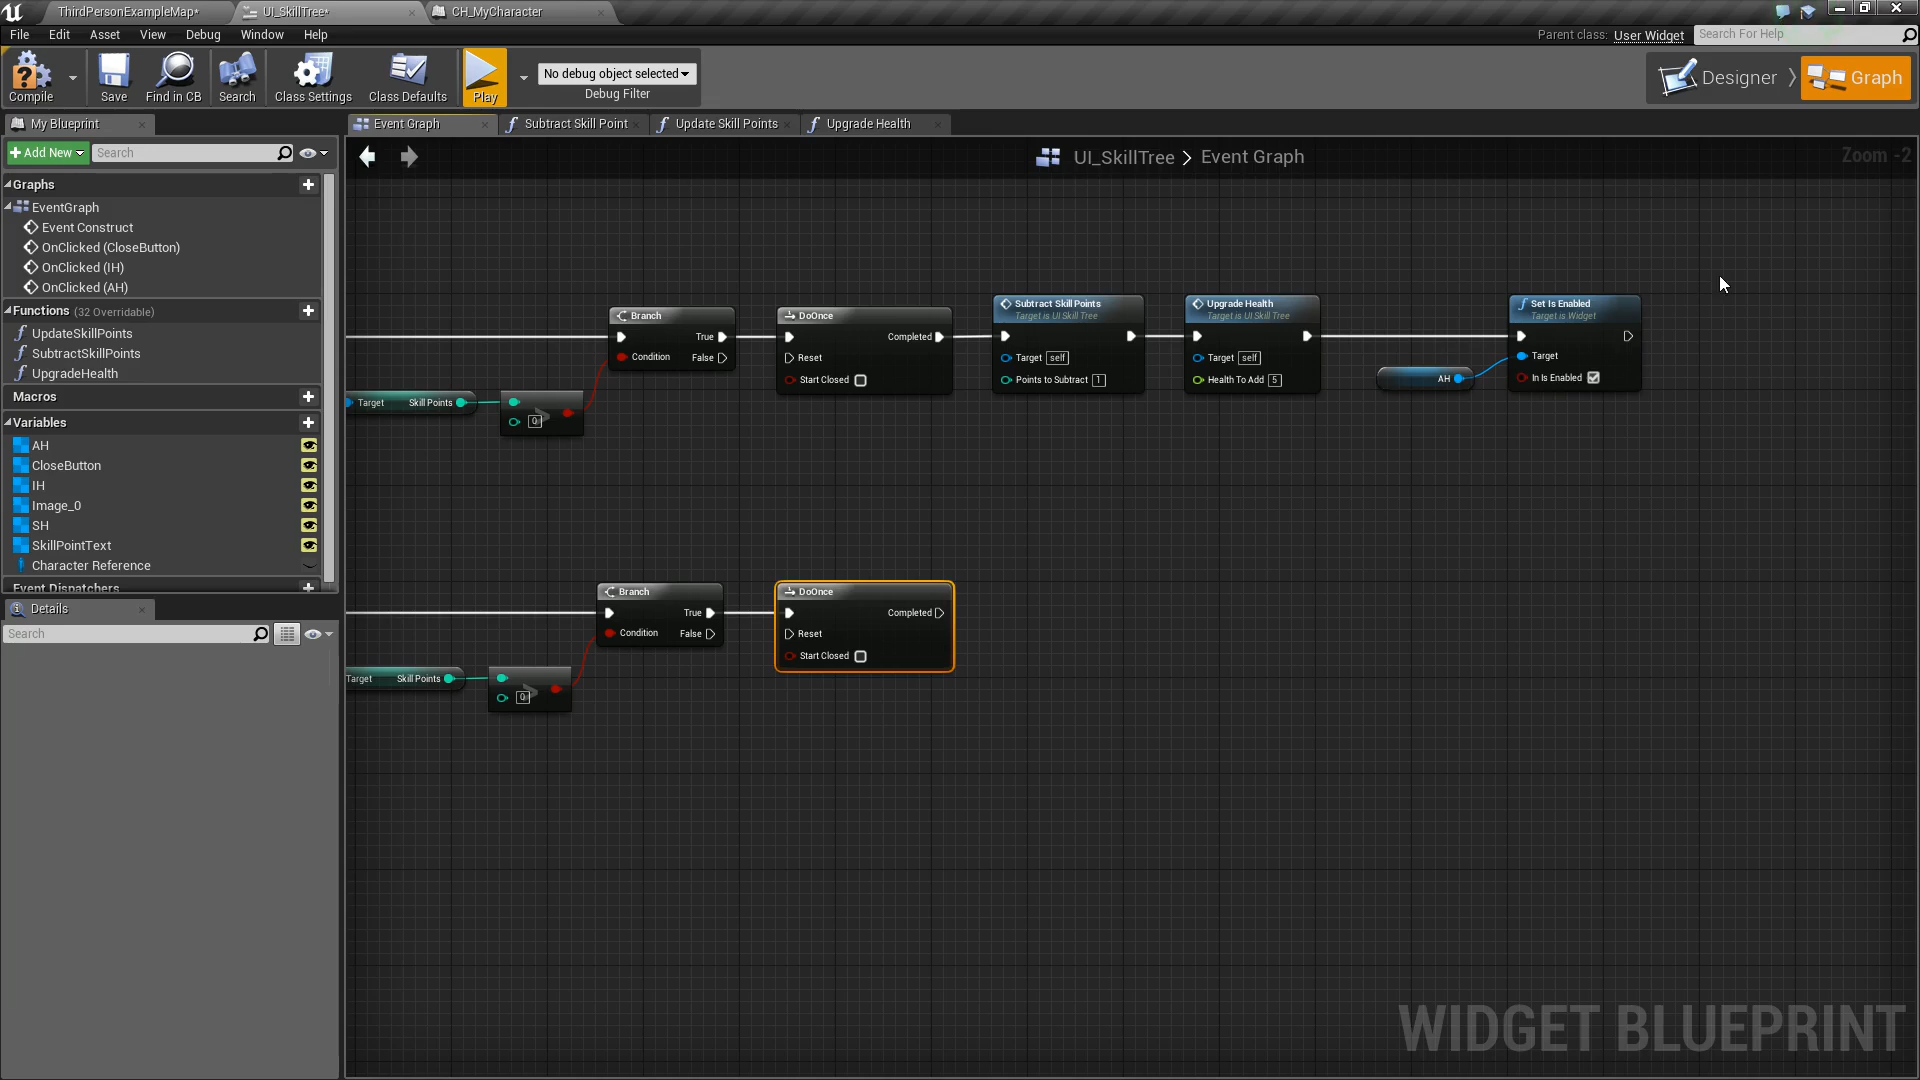 ThirdPersonExampleMap*
UI_SkillTree*
CH_MyCharacter
File Edit Asset View Debug Window Help
Parent class: User Widget
Search For Help
Compile
Save
Find in CB
Search
Class Settings
Class Defaults
Play
No debug object selected
Debug Filter
Designer
Graph
My Blueprint
Event Graph
Subtract Skill Point
Update Skill Points
Upgrade Health
+ Add New
Search
UI_SkillTree > Event Graph
Zoom -2
Graphs
EventGraph
Event Construct
OnClicked (CloseButton)
OnClicked (IH)
OnClicked (AH)
Functions (32 Overridable)
UpdateSkillPoints
SubtractSkillPoints
UpgradeHealth
Macros
Variables
AH
CloseButton
IH
Image_0
SH
SkillPointText
Character Reference
Event Dispatchers
Details
Search
Branch
True
Condition
False
DoOnce
Completed
Reset
Start Closed
Subtract Skill Points
Target is UI Skill Tree
Target self
Points to Subtract 1
Upgrade Health
Target is UI Skill Tree
Target self
Health To Add 5
AH
Set Is Enabled
Target is Widget
Target
In Is Enabled
Target Skill Points
0
>
Branch
True
Condition
False
DoOnce
Completed
Reset
Start Closed
Target Skill Points
0
>
WIDGET BLUEPRINT